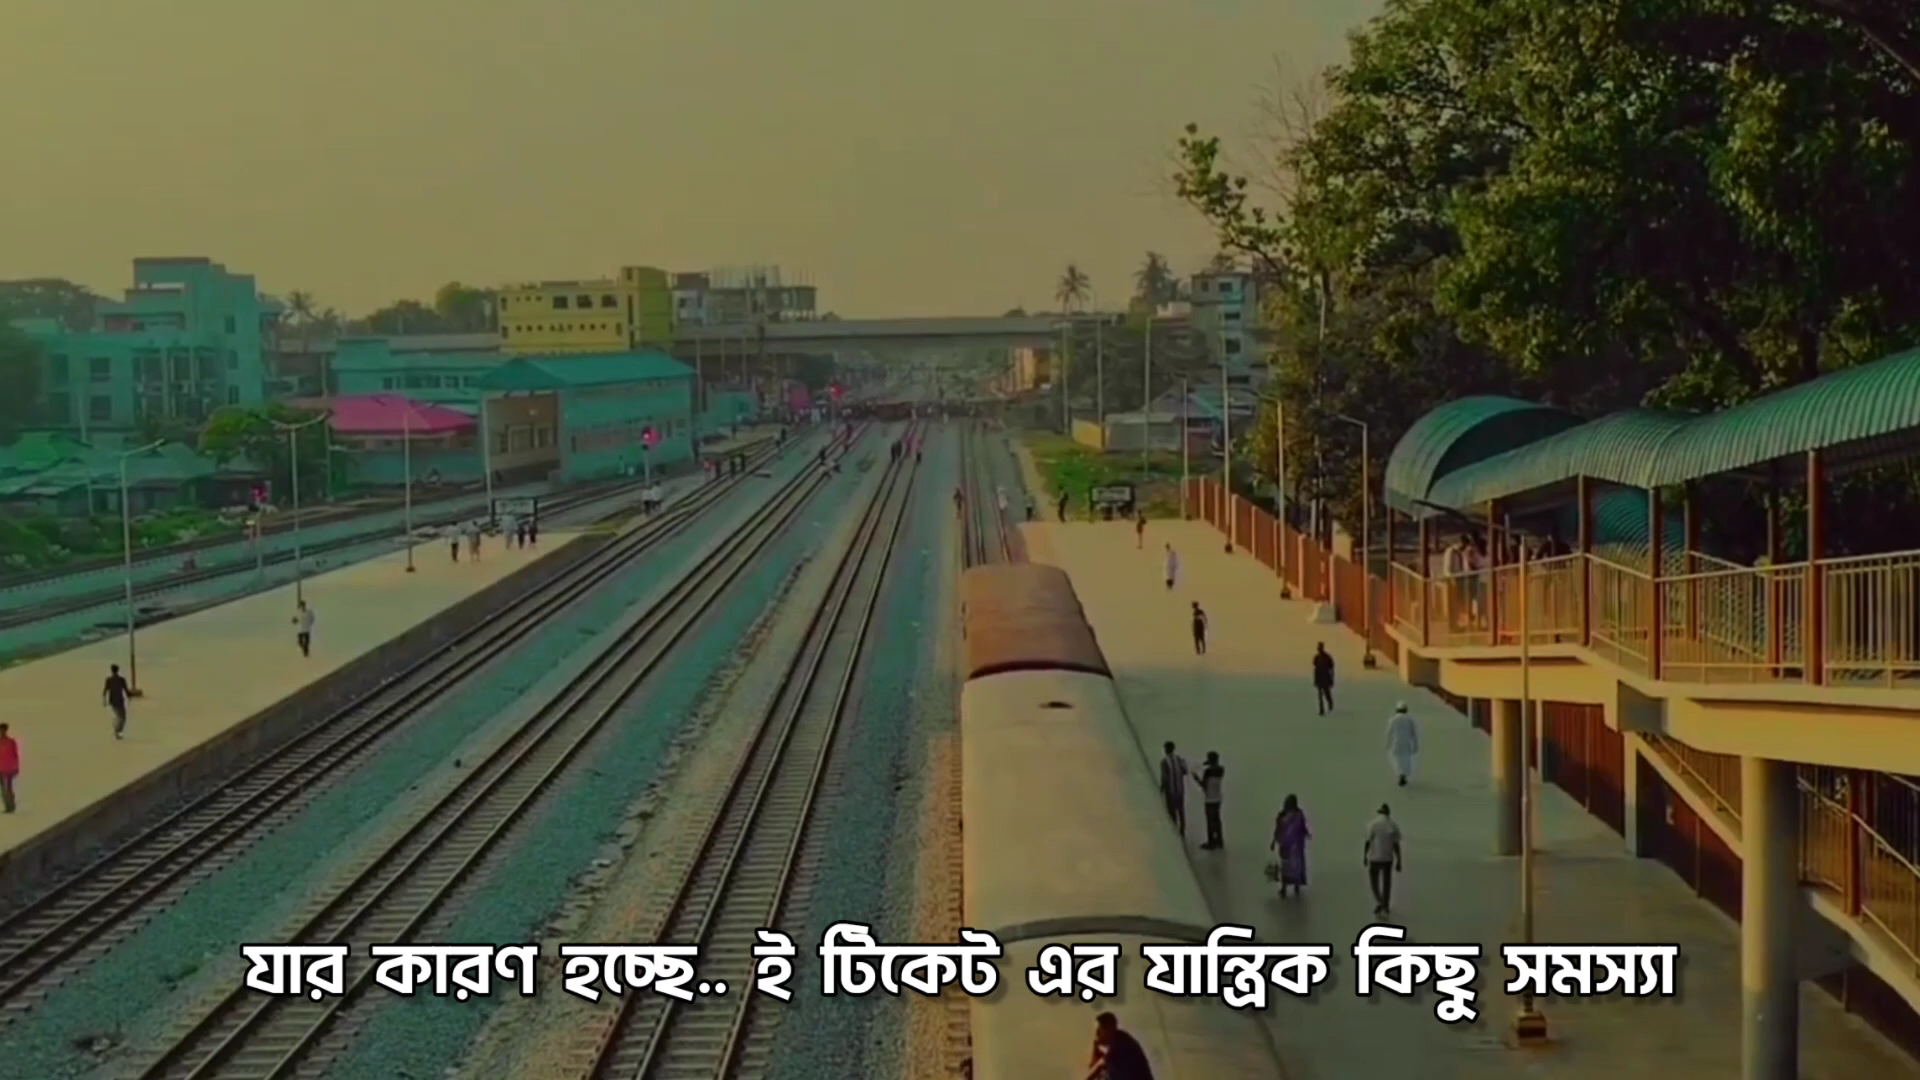 যার কারণ হচ্ছে.. ই টিকেট এর যান্ত্রিক কিছু সমস্যা